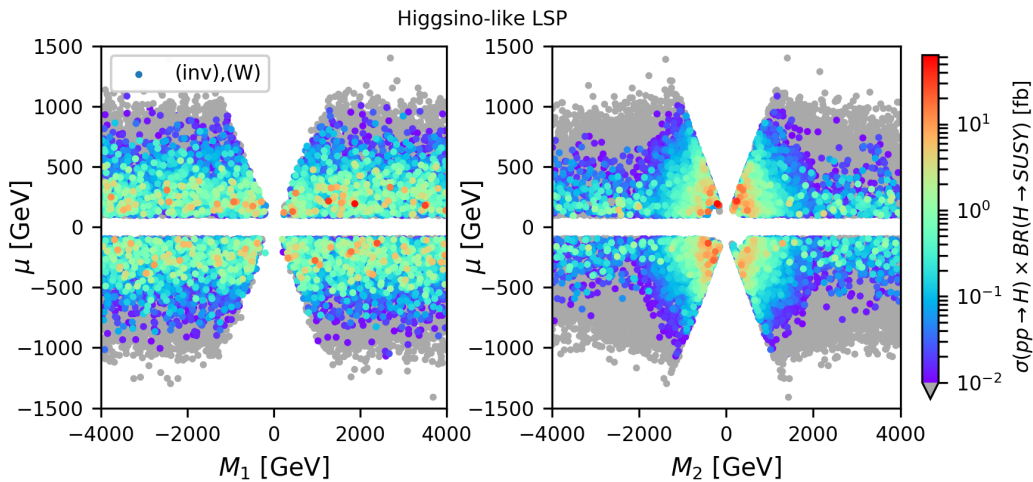 Higgsino-like LSP
(inv),(W)
1500
1000
500
0
−500
−1000
−1500
μ [GeV]
−4000 −2000 0 2000 4000
M₁ [GeV]
1500
1000
500
0
−500
−1000
−1500
μ [GeV]
−4000 −2000 0 2000 4000
M₂ [GeV]
10¹
10⁰
10⁻¹
10⁻²
σ(pp→H) × BR(H→SUSY) [fb]